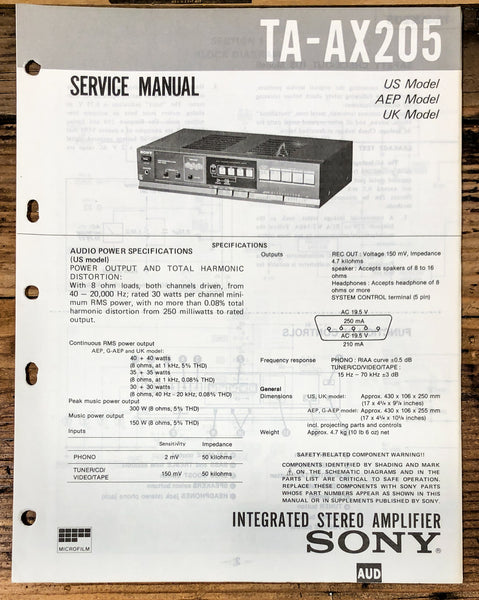 TA-AX205
SERVICE MANUAL
US Model
AEP Model
UK Model
SONY
SPECIFICATIONS
AUDIO POWER SPECIFICATIONS
(US model)
POWER OUTPUT AND TOTAL HARMONIC
DISTORTION:
With 8 ohm loads, both channels driven, from
40 – 20,000 Hz; rated 30 watts per channel mini-
mum RMS power, with no more than 0.08% total
harmonic distortion from 250 milliwatts to rated
output.
Continuous RMS power output
AEP, G-AEP and UK model:
40 + 40 watts
(8 ohms, at 1 kHz, 5% THD)
35 + 35 watts
(8 ohms, at 1 kHz, 0.08% THD)
30 + 30 watts
(8 ohms, 40 Hz - 20 kHz, 0.08% THD)
Peak music power output
300 W (8 ohms, 5% THD)
Music power output
150 W (8 ohms, 5% THD)
Inputs
Sensitivity Impedance
PHONO 2 mV 50 kilohms
TUNER/CD/
VIDEO/TAPE 150 mV 50 kilohms
Outputs REC OUT : Voltage 150 mV, Impedance
4.7 kilohms
speaker : Accepts speakers of 8 to 16
ohms
Headphones : Accepts headphone of 8
ohms or more
SYSTEM CONTROL terminal (5 pin)
AC 19.5 V
250 mA
AC 19.5 V
210 mA
Frequency response PHONO : RIAA curve ±0.5 dB
TUNER/CD/VIDEO/TAPE :
15 Hz – 70 kHz ±3 dB
General
Dimensions US, UK model: Approx. 430 x 106 x 250 mm
AEP, G-AEP model: Approx. 430 x 106 x 255 mm
incl. projecting parts and controls
Weight Approx. 4.7 kg (10 lb 6 oz) net
SAFETY-RELATED COMPONENT WARNING!!
COMPONENTS IDENTIFIED BY SHADING AND MARK
⚠ ON THE SCHEMATIC DIAGRAMS AND IN THE
PARTS LIST ARE CRITICAL TO SAFE OPERATION.
REPLACE THESE COMPONENTS WITH SONY PARTS
WHOSE PART NUMBERS APPEAR AS SHOWN IN THIS
MANUAL OR IN SUPPLEMENTS PUBLISHED BY SONY.
MICROFILM
INTEGRATED STEREO AMPLIFIER
SONY®
AUD